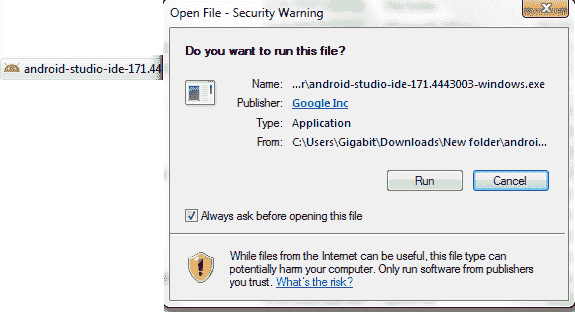 android-studio-ide-171.44
Open File - Security Warning
Do you want to run this file?
Name: ...r\android-studio-ide-171.4443003-windows.exe
Publisher: Google Inc
Type: Application
From: C:\Users\Gigabit\Downloads\New folder\androi...
Run Cancel
Always ask before opening this file
While files from the Internet can be useful, this file type can
potentially harm your computer. Only run software from publishers
you trust. What's the risk?